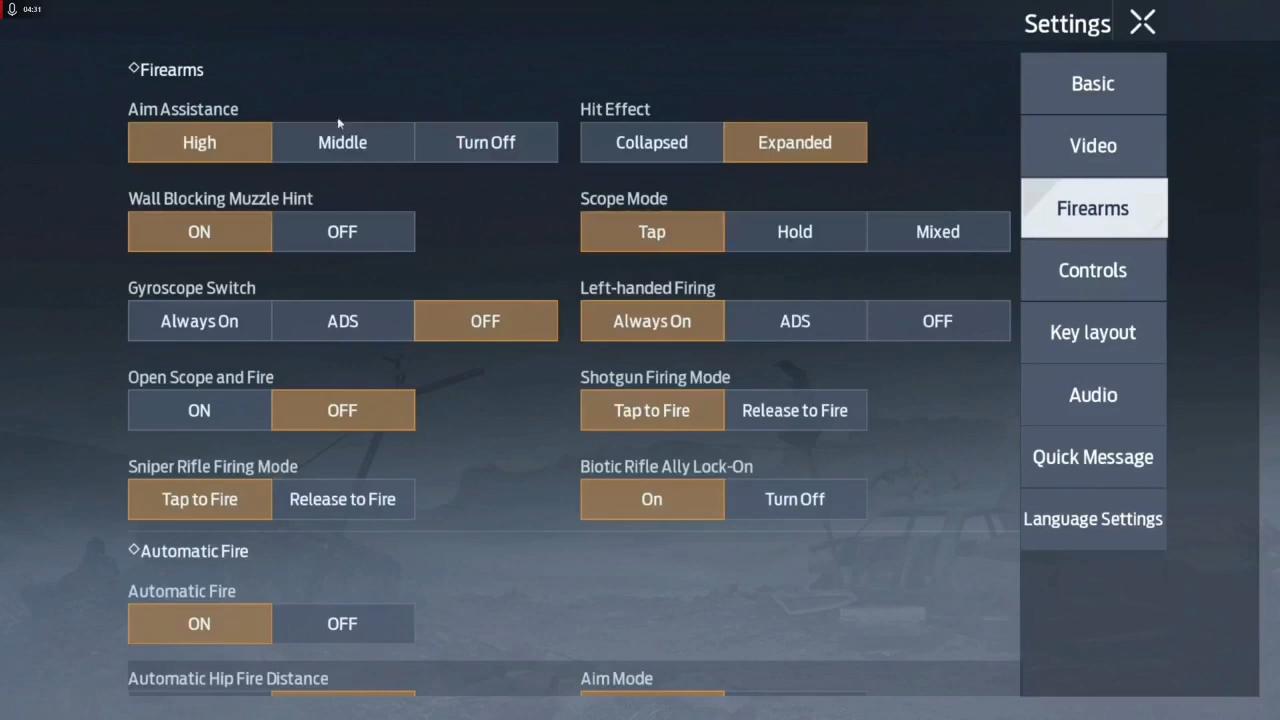 04:31
Settings
Firearms
Aim Assistance
High Middle Turn Off
Hit Effect
Collapsed Expanded
Wall Blocking Muzzle Hint
ON OFF
Scope Mode
Tap Hold Mixed
Gyroscope Switch
Always On ADS OFF
Left-handed Firing
Always On ADS OFF
Open Scope and Fire
ON OFF
Shotgun Firing Mode
Tap to Fire Release to Fire
Sniper Rifle Firing Mode
Tap to Fire Release to Fire
Biotic Rifle Ally Lock-On
On Turn Off
Automatic Fire
Automatic Fire
ON OFF
Automatic Hip Fire Distance
Aim Mode
Basic
Video
Firearms
Controls
Key layout
Audio
Quick Message
Language Settings